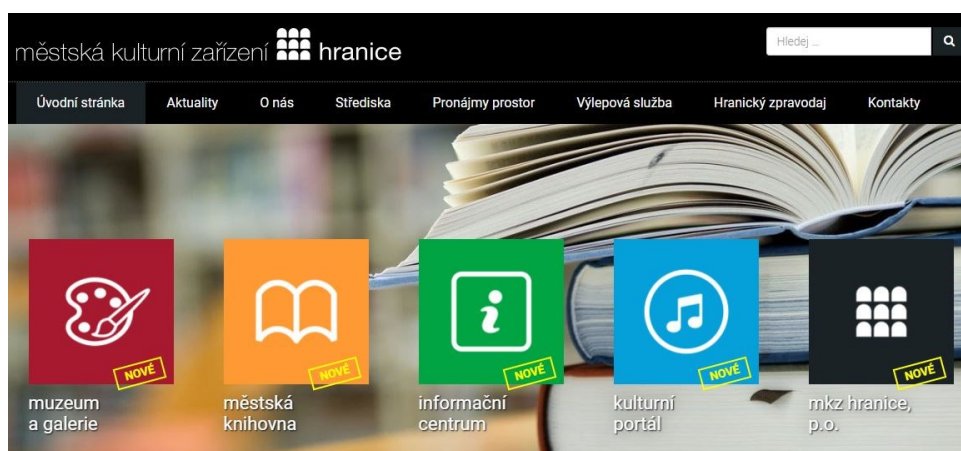 městská kulturní zařízení hranice
Hledej ...
Úvodní stránka Aktuality O nás Střediska Pronájmy prostor Výlepová služba Hranický zpravodaj Kontakty
NOVÉ NOVÉ NOVÉ NOVÉ NOVÉ
muzeum
a galerie
městská
knihovna
informační
centrum
kulturní
portál
mkz hranice,
p.o.